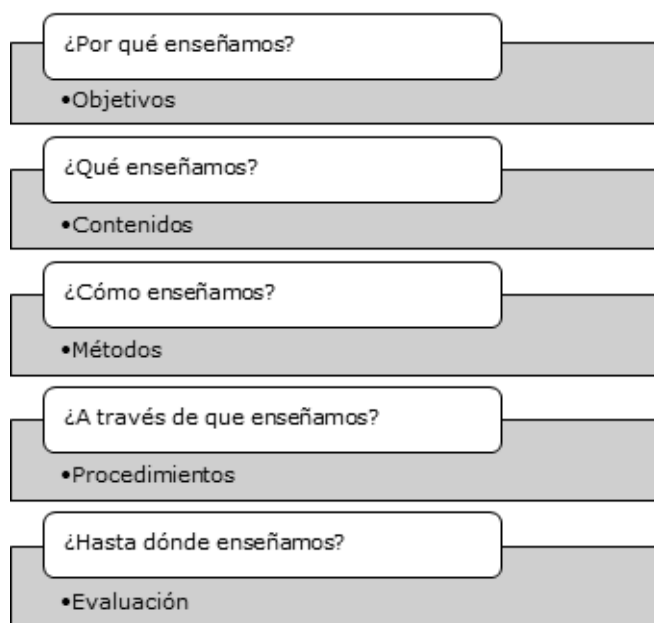 ¿Por qué enseñamos?
•Objetivos
¿Qué enseñamos?
•Contenidos
¿Cómo enseñamos?
•Métodos
¿A través de que enseñamos?
•Procedimientos
¿Hasta dónde enseñamos?
•Evaluación